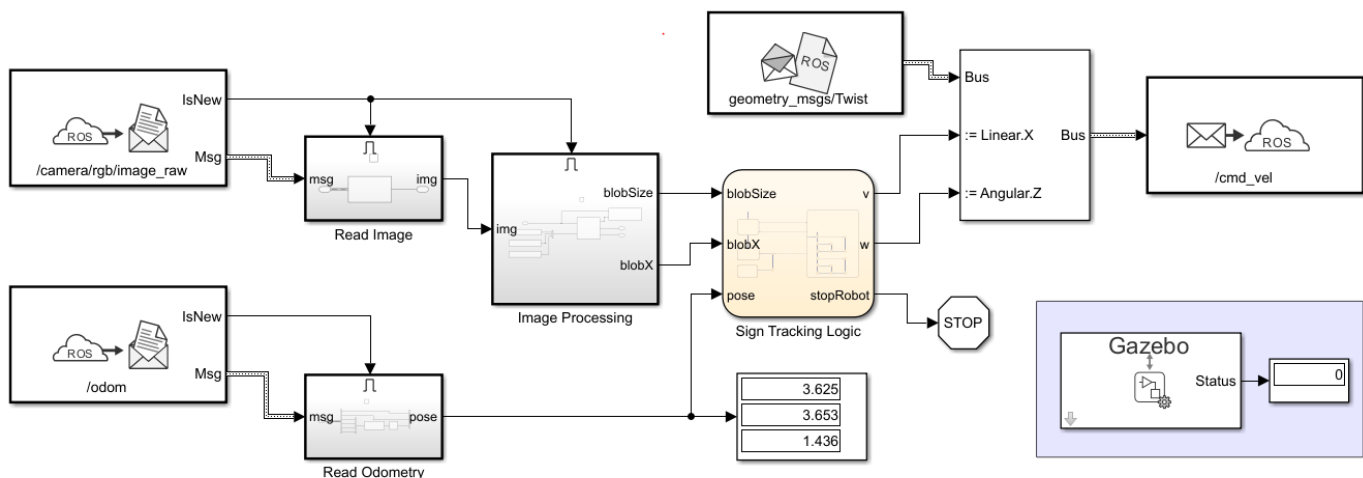 IsNew
ROS
Msg
/camera/rgb/image_raw
msg
img
Read Image
img
blobSize
blobX
Image Processing
blobSize
blobX
pose
v
w
stopRobot
Sign Tracking Logic
STOP
ROS
geometry_msgs/Twist
Bus
:= Linear.X
:= Angular.Z
Bus
ROS
/cmd_vel
IsNew
ROS
Msg
/odom
msg
pose
Read Odometry
3.625
3.653
1.436
Gazebo
Status
0